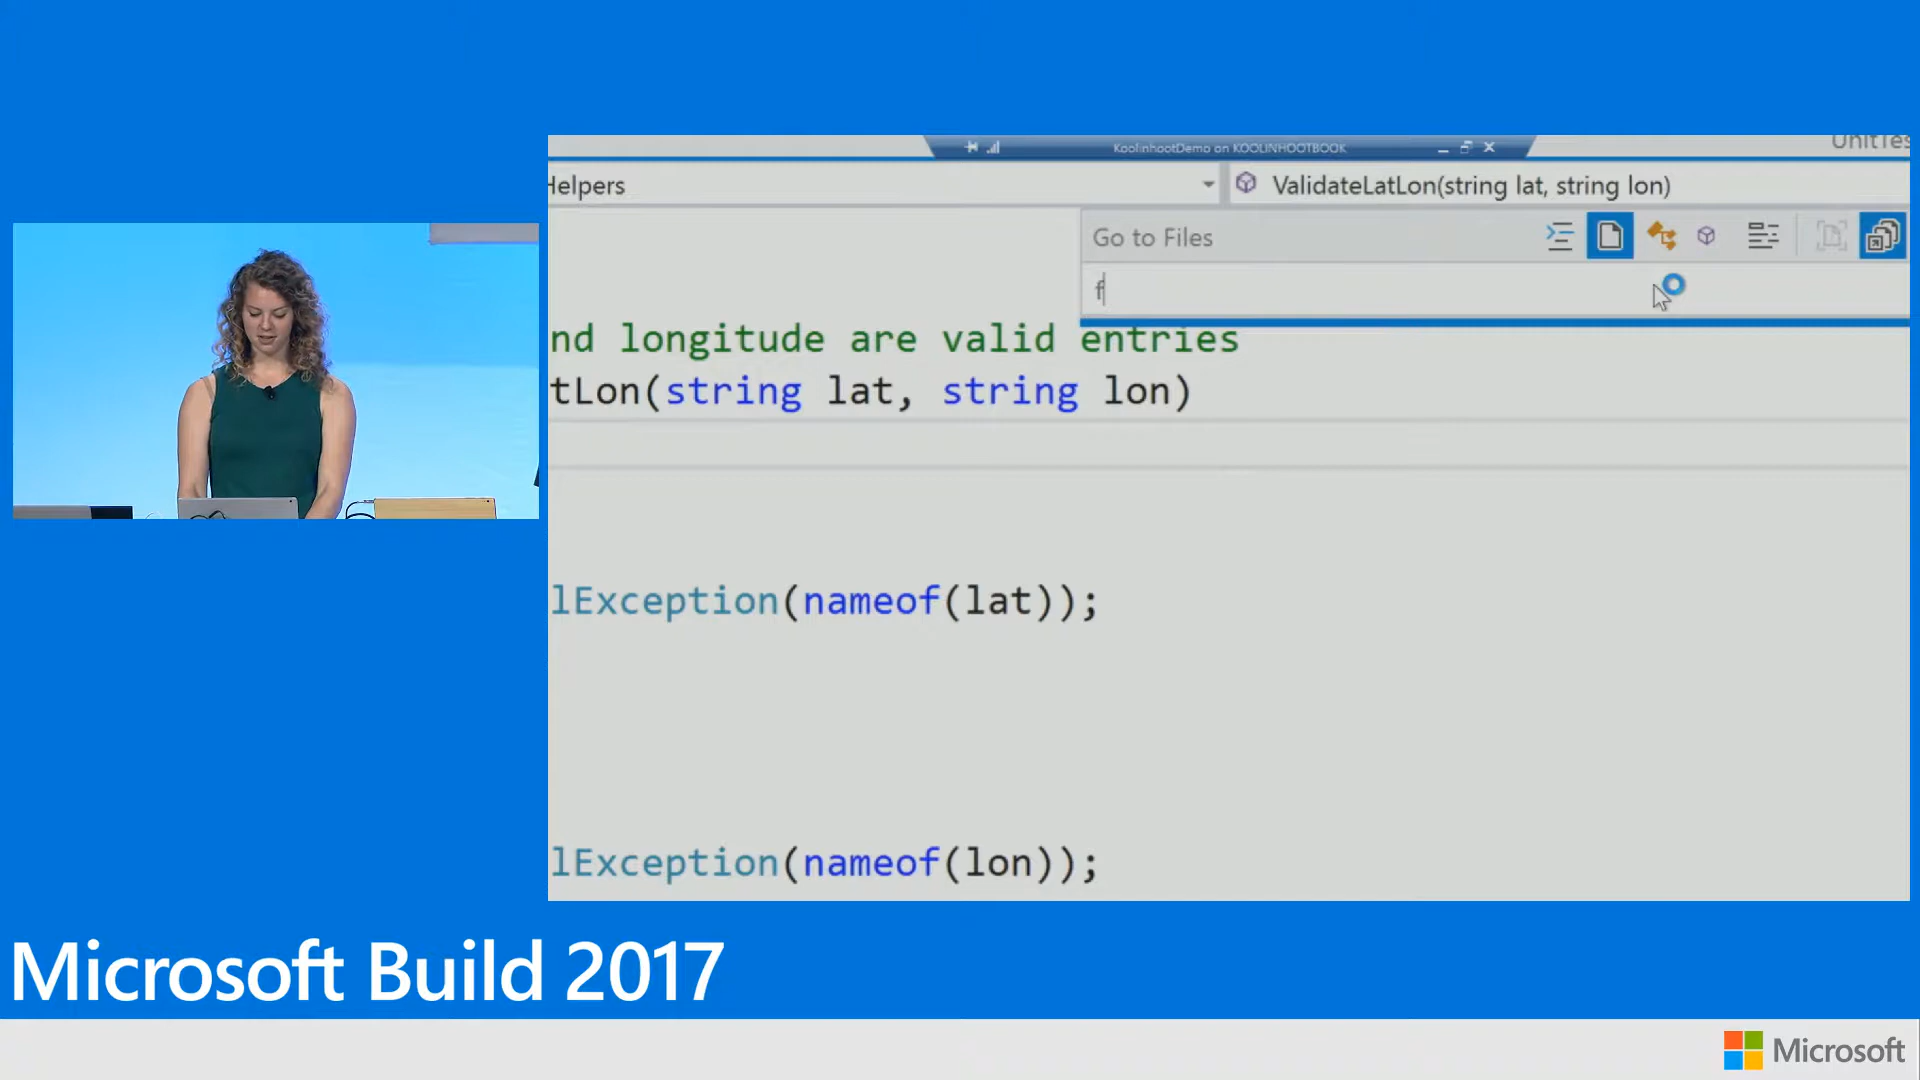 KoolinhootDemo on KOOLINHOOTBOOK
UnitTes
Helpers
ValidateLatLon(string lat, string lon)
Go to Files
f
nd longitude are valid entries
tLon(string lat, string lon)
lException(nameof(lat));
lException(nameof(lon));
Microsoft Build 2017
Microsoft